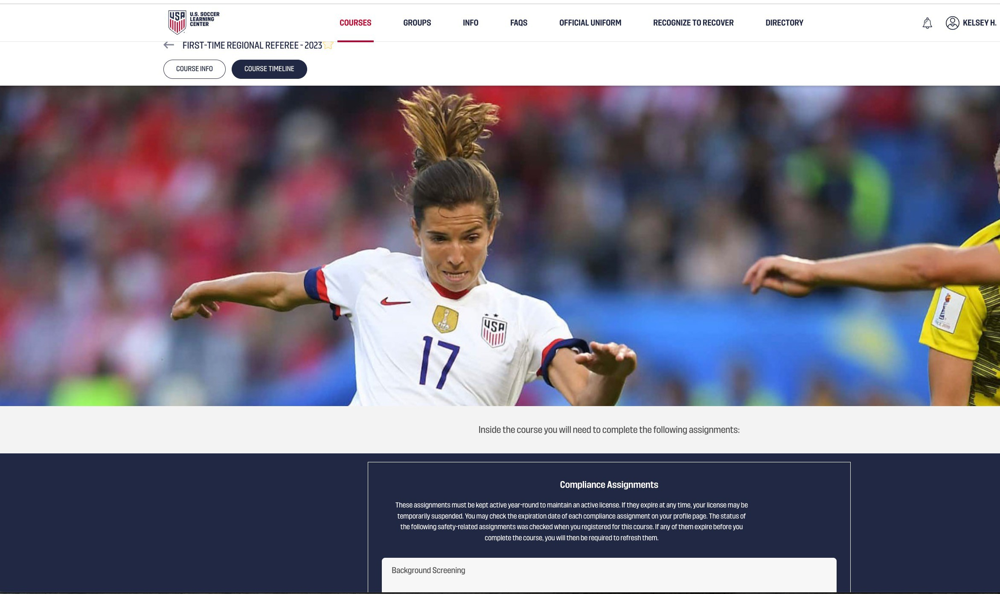 USA
U.S. SOCCER
LEARNING
CENTER
COURSES
GROUPS
INFO
FAQS
OFFICIAL UNIFORM
RECOGNIZE TO RECOVER
DIRECTORY
KELSEY H.
FIRST-TIME REGIONAL REFEREE - 2023
COURSE INFO
COURSE TIMELINE
FIFA
USA
17
2019
Inside the course you will need to complete the following assignments:
Compliance Assignments
These assignments must be kept active year-round to maintain an active license. If they expire at any time, your license may be
temporarily suspended. You may check the expiration date of each compliance assignment on your profile page. The status of
the following safety-related assignments was checked when you registered for this course. If any of them expire before you
complete the course, you will then be required to refresh them.
Background Screening